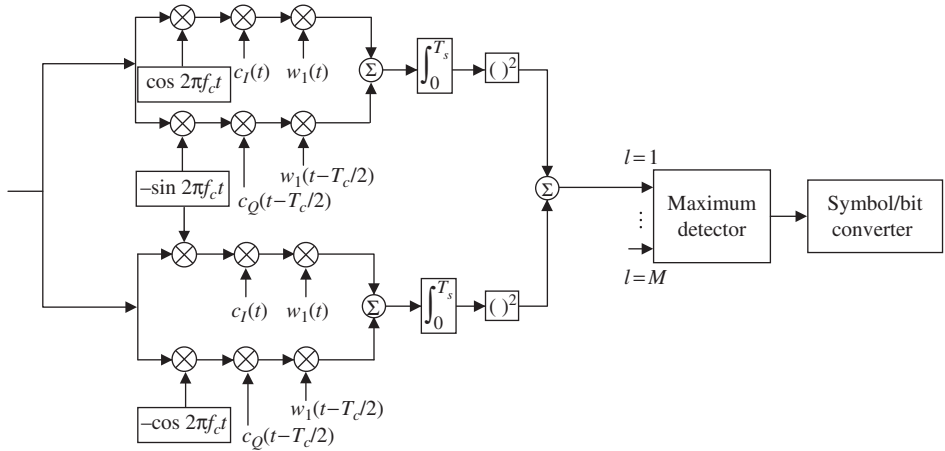 cos 2πf_ct
c_I(t)
w_1(t)
Σ
∫_0^{T_s}
( )^2
–sin 2πf_ct
w_1(t–T_c/2)
c_Q(t–T_c/2)
Σ
l=1
⋮
l=M
Maximum
detector
Symbol/bit
converter
c_I(t)
w_1(t)
Σ
∫_0^{T_s}
( )^2
–cos 2πf_ct
w_1(t–T_c/2)
c_Q(t–T_c/2)